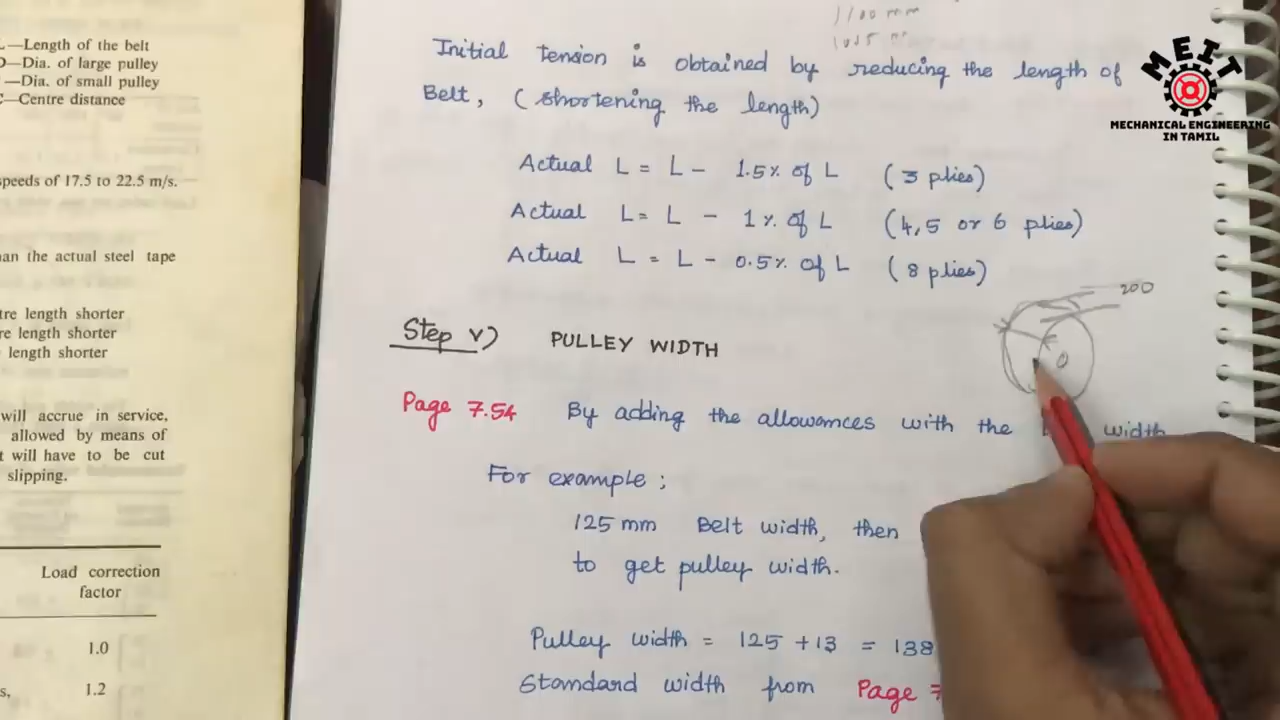 L—Length of the belt
D—Dia. of large pulley
—Dia. of small pulley
C—Centre distance
speeds of 17.5 to 22.5 m/s.
than the actual steel tape
tre length shorter
re length shorter
length shorter
will accrue in service.
allowed by means of
t will have to be cut
slipping.
Load correction
factor
1.0
s, 1.2
1100 mm
Initial tension is obtained by reducing the length of
Belt, (shortening the length)
Actual L = L - 1.5% of L (3 plies)
Actual L = L - 1% of L (4,5 or 6 plies)
Actual L = L - 0.5% of L (8 plies)
200
Step v) PULLEY WIDTH
Page 7.54 By adding the allowances with the width
For example ;
125 mm Belt width, then
to get pulley width.
Pulley width = 125 + 13 = 138
Standard width from Page 7
MEIT
MECHANICAL ENGINEERING
IN TAMIL